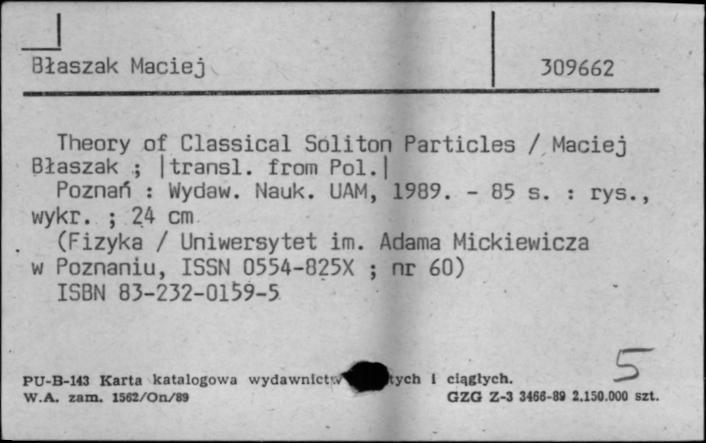 Błaszak Maciej
309662
Theory of Classical Soliton Particles / Maciej
Błaszak ; |transl. from Pol.|
Poznań : Wydaw. Nauk. UAM, 1989. - 85 s. : rys.,
wykr. ; 24 cm
(Fizyka / Uniwersytet im. Adama Mickiewicza
w Poznaniu, ISSN 0554-825X ; nr 60)
ISBN 83-232-0159-5
5
PU-B-143 Karta katalogowa wydawnictw tych i ciągłych.
W.A. zam. 1562/On/89
GZG Z-3 3466-89 2.150.000 szt.